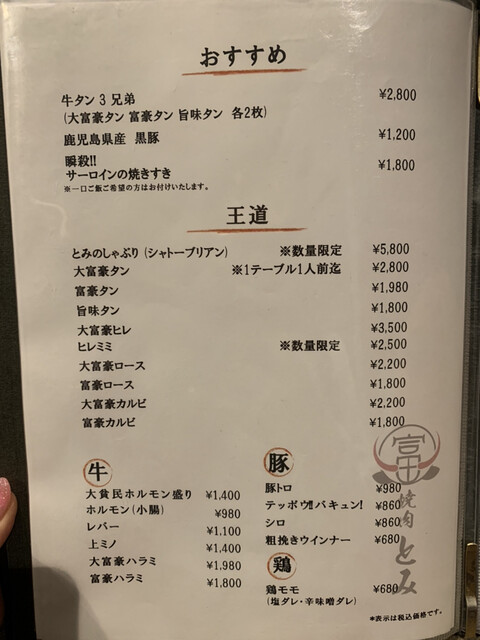 おすすめ
牛タン3兄弟 ¥2,800
(大富豪タン 富豪タン 旨味タン 各2枚)
鹿児島県産 黒豚 ¥1,200
瞬殺!!
サーロインの焼きすき ¥1,800
※一口ご飯ご希望の方はお付けいたします。
王道
とみのしゃぶり (シャトーブリアン) ※数量限定 ¥5,800
大富豪タン ※1テーブル1人前迄 ¥2,800
富豪タン ¥1,980
旨味タン ¥1,800
大富豪ヒレ ¥3,500
ヒレミミ ※数量限定 ¥2,500
大富豪ロース ¥2,200
富豪ロース ¥1,800
大富豪カルビ ¥2,200
富豪カルビ ¥1,800
牛
大貧民ホルモン盛り ¥1,400
ホルモン(小腸) ¥980
レバー ¥1,100
上ミノ ¥1,400
大富豪ハラミ ¥1,980
富豪ハラミ ¥1,800
豚
豚トロ ¥980
テッポウ!!バキュン! ¥860
シロ ¥860
粗挽きウインナー ¥680
鶏
鶏モモ ¥680
(塩ダレ・辛味噌ダレ)
富
焼肉とみ
*表示は税込価格です。